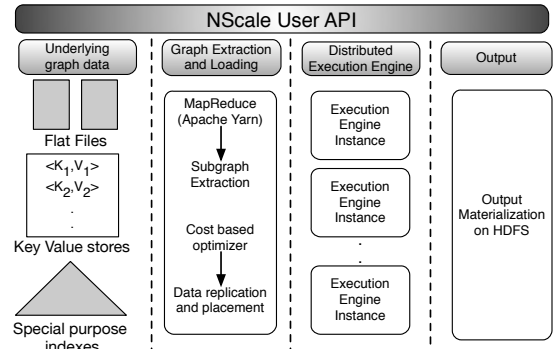 NScale User API
Underlying
graph data
Flat Files
<K1,V1>
<K2,V2>
.
.
Key Value stores
Special purpose
indexes
Graph Extraction
and Loading
MapReduce
(Apache Yarn)
Subgraph
Extraction
Cost based
optimizer
Data replication
and placement
Distributed
Execution Engine
Execution
Engine
Instance
Execution
Engine
Instance
.
.
Execution
Engine
Instance
Output
Output
Materialization
on HDFS